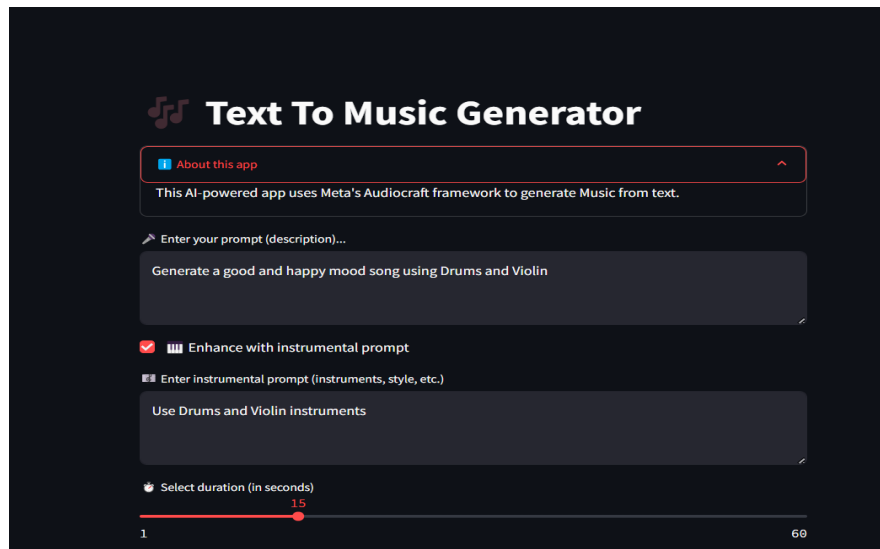 Text To Music Generator
About this app
This AI-powered app uses Meta's Audiocraft framework to generate Music from text.
Enter your prompt (description)...
Generate a good and happy mood song using Drums and Violin
Enhance with instrumental prompt
Enter instrumental prompt (instruments, style, etc.)
Use Drums and Violin instruments
Select duration (in seconds)
15
1 60